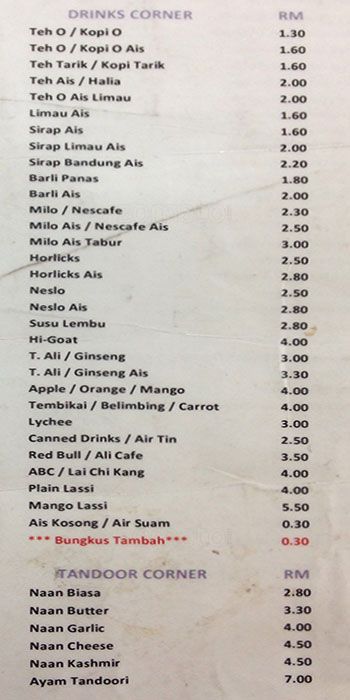 DRINKS CORNER RM
Teh O / Kopi O 1.30
Teh O / Kopi O Ais 1.60
Teh Tarik / Kopi Tarik 1.60
Teh Ais / Halia 2.00
Teh O Ais Limau 2.00
Limau Ais 1.60
Sirap Ais 1.60
Sirap Limau Ais 2.00
Sirap Bandung Ais 2.20
Barli Panas 1.80
Barli Ais 2.00
Milo / Nescafe 2.30
Milo Ais / Nescafe Ais 2.50
Milo Ais Tabur 3.00
Horlicks 2.50
Horlicks Ais 2.80
Neslo 2.50
Neslo Ais 2.80
Susu Lembu 2.80
Hi-Goat 4.00
T. Ali / Ginseng 3.00
T. Ali / Ginseng Ais 3.30
Apple / Orange / Mango 4.00
Tembikai / Belimbing / Carrot 4.00
Lychee 3.00
Canned Drinks / Air Tin 2.50
Red Bull / Ali Cafe 3.50
ABC / Lai Chi Kang 4.00
Plain Lassi 4.00
Mango Lassi 5.50
Ais Kosong / Air Suam 0.30
*** Bungkus Tambah*** 0.30
TANDOOR CORNER RM
Naan Biasa 2.80
Naan Butter 3.30
Naan Garlic 4.00
Naan Cheese 4.50
Naan Kashmir 4.50
Ayam Tandoori 7.00